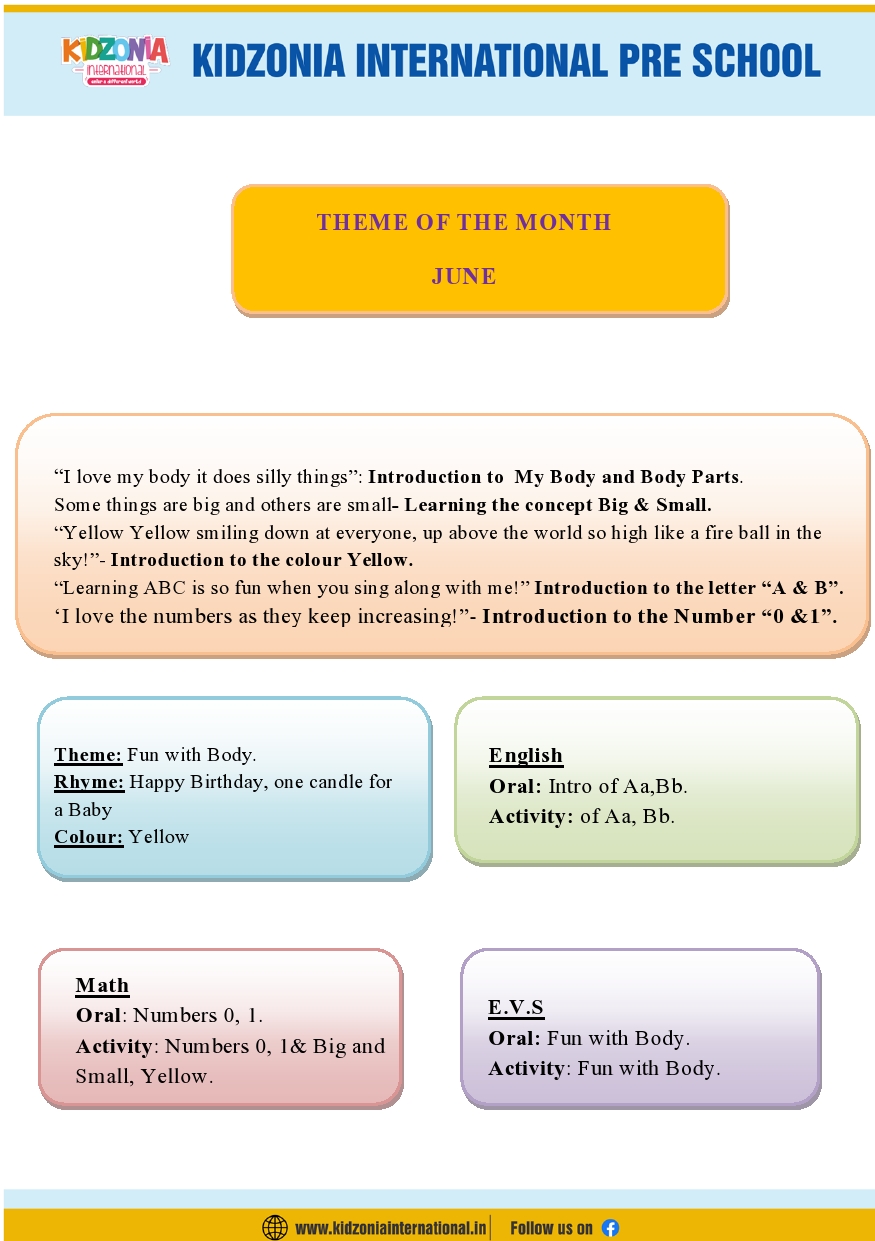 KIDZONIA
international
KIDZONIA INTERNATIONAL PRE SCHOOL
THEME OF THE MONTH
JUNE
“I love my body it does silly things”: Introduction to  My Body and Body Parts.
Some things are big and others are small- Learning the concept Big & Small.
“Yellow Yellow smiling down at everyone, up above the world so high like a fire ball in the
sky!”- Introduction to the colour Yellow.
“Learning ABC is so fun when you sing along with me!” Introduction to the letter “A & B”.
‘I love the numbers as they keep increasing!”- Introduction to the Number “0 &1”.
Theme: Fun with Body.
Rhyme: Happy Birthday, one candle for
a Baby
Colour: Yellow
English
Oral: Intro of Aa,Bb.
Activity: of Aa, Bb.
Math
Oral: Numbers 0, 1.
Activity: Numbers 0, 1& Big and
Small, Yellow.
E.V.S
Oral: Fun with Body.
Activity: Fun with Body.
www.kidzoniainternational.in Follow us on